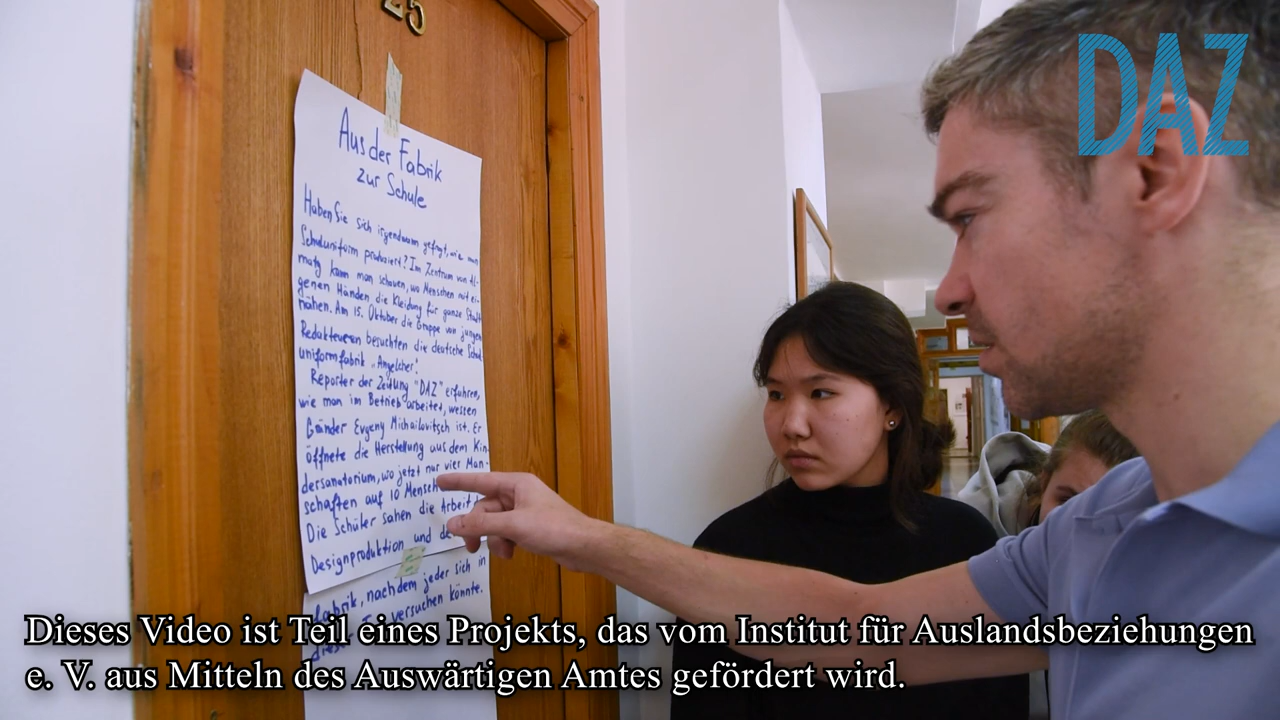 25
DAZ
Aus der Fabrik
zur Schule
Haben Sie sich irgendwann gefragt, wie man
Schuluniform produziert? Im Zentrum von Al-
maty kann man schauen, wo Menschen mit ei-
genen Händen die Kleidung für ganze Stadt
nähen. Am 15. Oktober die Gruppe von jungen
Redakteuren besuchten die deutsche Schul
uniformfabrik „Angelcher".
Reporter der Zeitung "DAZ" erfuhren,
wie man im Betrieb arbeitet, wessen
Gründer Evgeny Michailovitsch ist. Er
öffnete die Herstellung aus dem Kin-
dersanatorium, wo jetzt nur vier Man-
schaften auf 10 Mensch
Die Schüler sahen die Arbeit
Designproduktion und de
fabrik, nachdem jeder sich in
versuchen könnte.
Dieses Video ist Teil eines Projekts, das vom Institut für Auslandsbeziehungen
e. V. aus Mitteln des Auswärtigen Amtes gefördert wird.